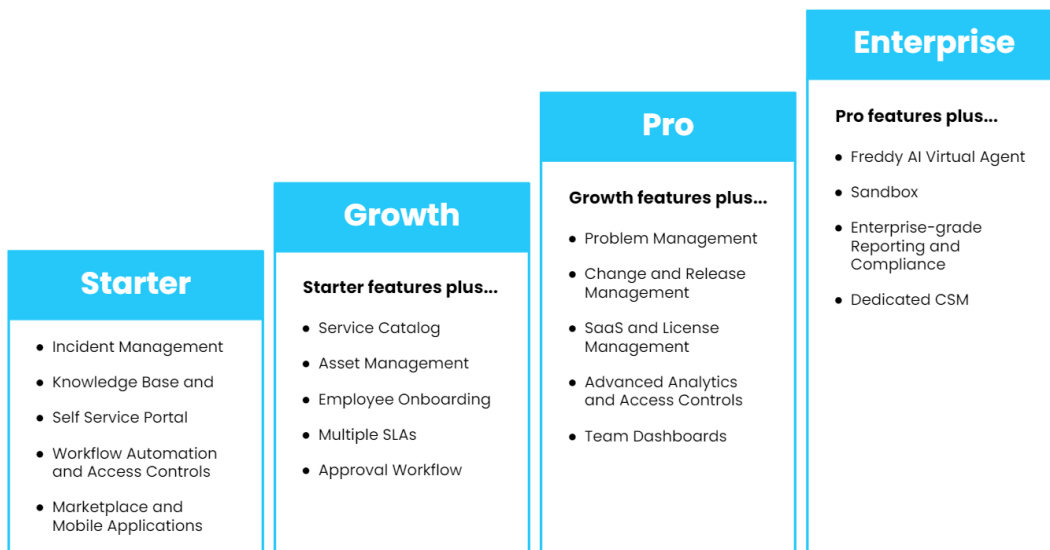 Starter
Incident Management
Knowledge Base and
Self Service Portal
Workflow Automation
and Access Controls
Marketplace and
Mobile Applications
Growth
Starter features plus...
Service Catalog
Asset Management
Employee Onboarding
Multiple SLAs
Approval Workflow
Pro
Growth features plus...
Problem Management
Change and Release
Management
SaaS and License
Management
Advanced Analytics
and Access Controls
Team Dashboards
Enterprise
Pro features plus...
Freddy AI Virtual Agent
Sandbox
Enterprise-grade
Reporting and
Compliance
Dedicated CSM